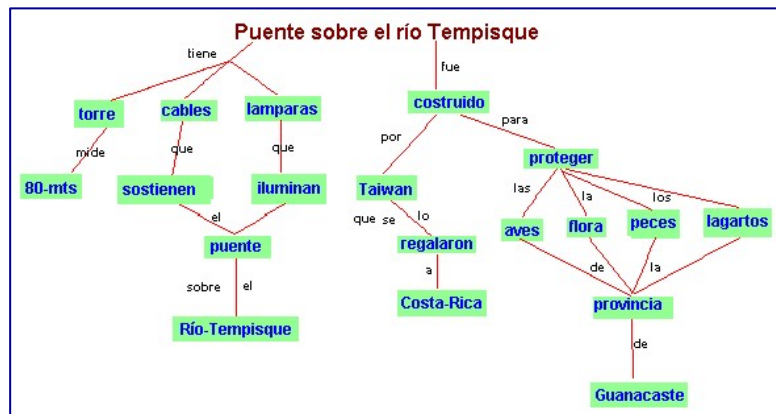 Puente sobre el río Tempisque
tiene
fue
torre cables lamparas
costruido
por para
mide que que
proteger
80-mts sostienen iluminan
Taiwan
las la los
el
que se lo
aves flora peces lagartos
puente
regalaron
sobre el
a
de la
Río-Tempisque
Costa-Rica
provincia
de
Guanacaste